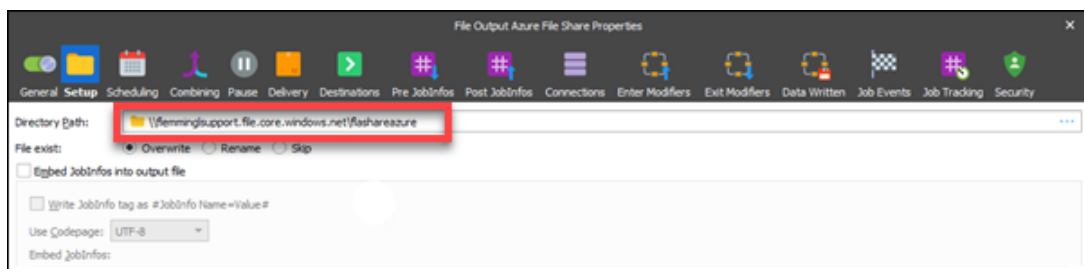 File Output Azure File Share Properties
General Setup Scheduling Combining Pause Delivery Destinations Pre JobInfos Post JobInfos Connections Enter Modifiers Exit Modifiers Data Written Job Events Job Tracking Security
Directory Path: \\flemminglsupport.file.core.windows.net\flashareazure ...
File exist: Overwrite Rename Skip
Embed JobInfos into output file
Write JobInfo tag as #JobInfo Name=Value#
Use Codepage: UTF-8
Embed JobInfos: